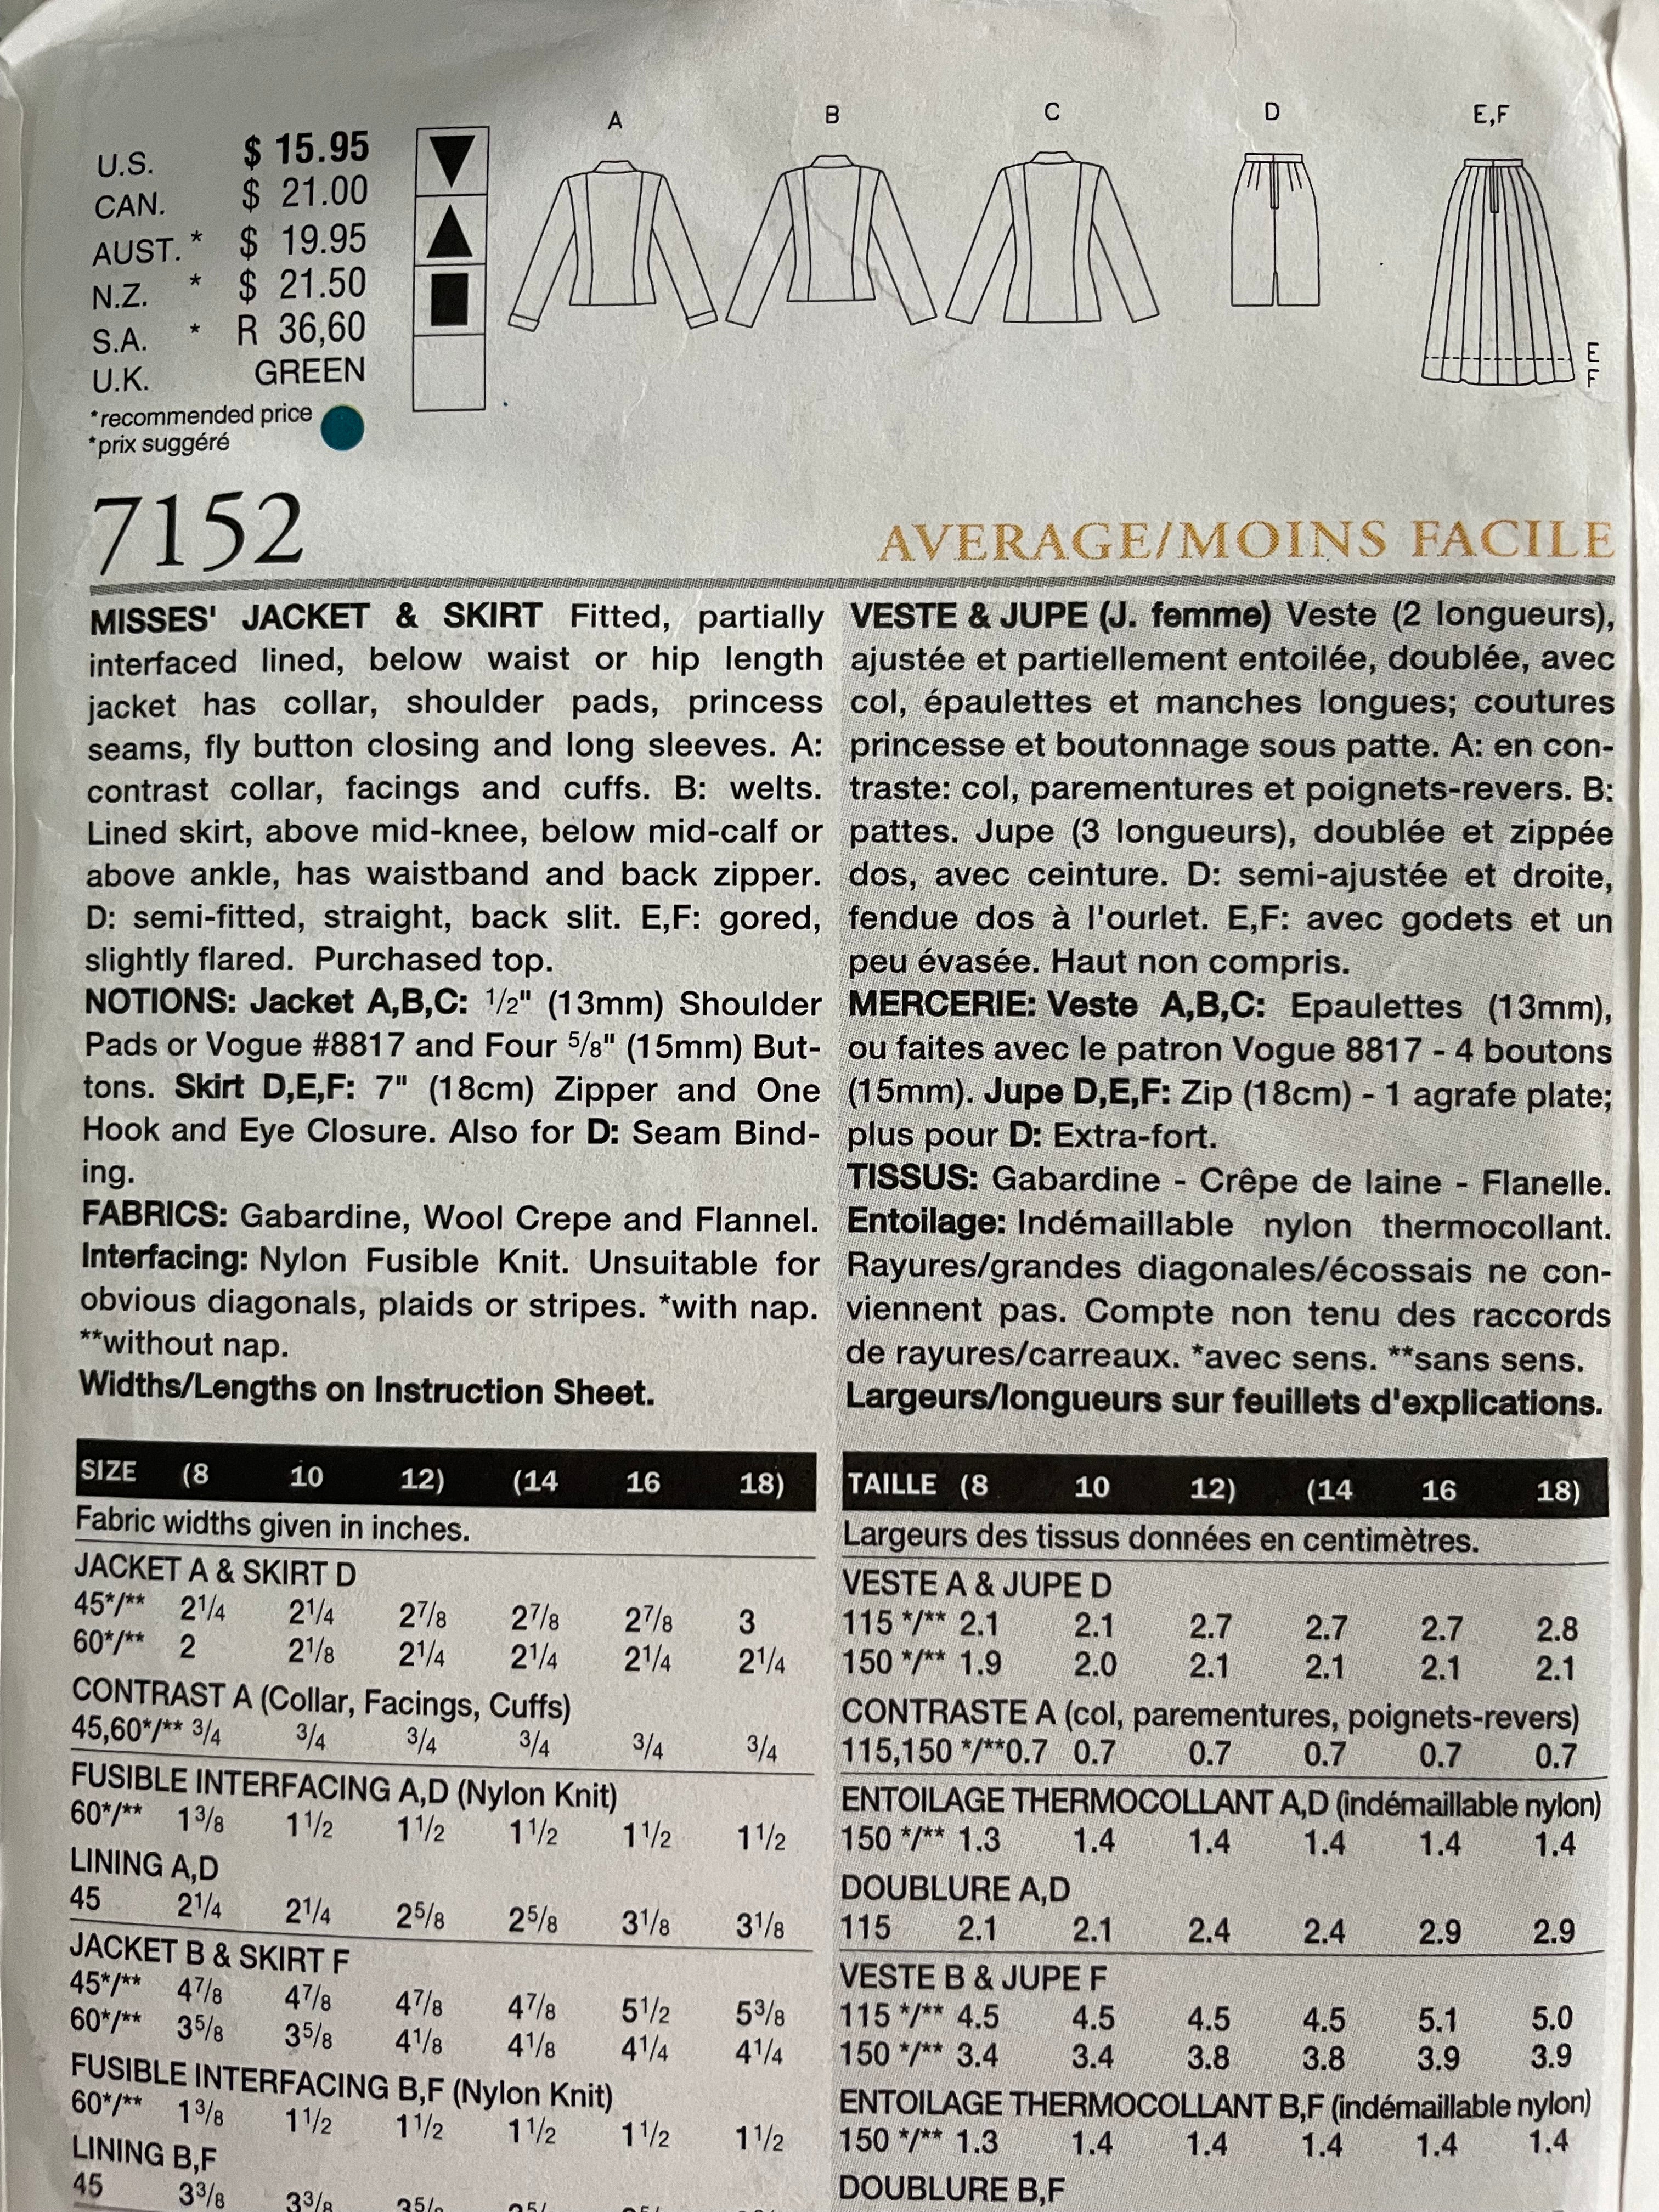 A B C D E,F
U.S. $ 15.95
CAN. $ 21.00
AUST. * $ 19.95
N.Z. * $ 21.50
S.A. * R 36,60
U.K. GREEN
*recommended price
*prix suggéré
E
F
7152
AVERAGE/MOINS FACILE
MISSES' JACKET & SKIRT Fitted, partially
interfaced lined, below waist or hip length
jacket has collar, shoulder pads, princess
seams, fly button closing and long sleeves. A:
contrast collar, facings and cuffs. B: welts.
Lined skirt, above mid-knee, below mid-calf or
above ankle, has waistband and back zipper.
D: semi-fitted, straight, back slit. E,F: gored,
slightly flared. Purchased top.
NOTIONS: Jacket A,B,C: 1/2" (13mm) Shoulder
Pads or Vogue #8817 and Four 5/8" (15mm) But-
tons. Skirt D,E,F: 7" (18cm) Zipper and One
Hook and Eye Closure. Also for D: Seam Bind-
ing.
FABRICS: Gabardine, Wool Crepe and Flannel.
Interfacing: Nylon Fusible Knit. Unsuitable for
obvious diagonals, plaids or stripes. *with nap.
**without nap.
Widths/Lengths on Instruction Sheet.
SIZE (8 10 12) (14 16 18)
Fabric widths given in inches.
JACKET A & SKIRT D
45*/** 2 1/4 2 1/4 2 7/8 2 7/8 2 7/8 3
60*/** 2 2 1/8 2 1/4 2 1/4 2 1/4 2 1/4
CONTRAST A (Collar, Facings, Cuffs)
45,60*/** 3/4 3/4 3/4 3/4 3/4 3/4
FUSIBLE INTERFACING A,D (Nylon Knit)
60*/** 1 3/8 1 1/2 1 1/2 1 1/2 1 1/2 1 1/2
LINING A,D
45 2 1/4 2 1/4 2 5/8 2 5/8 3 1/8 3 1/8
JACKET B & SKIRT F
45*/** 4 7/8 4 7/8 4 7/8 4 7/8 5 1/2 5 3/8
60*/** 3 5/8 3 5/8 4 1/8 4 1/8 4 1/4 4 1/4
FUSIBLE INTERFACING B,F (Nylon Knit)
60*/** 1 3/8 1 1/2 1 1/2 1 1/2 1 1/2 1 1/2
LINING B,F
45 3 3/8 3 3/8
VESTE & JUPE (J. femme) Veste (2 longueurs),
ajustée et partiellement entoilée, doublée, avec
col, épaulettes et manches longues; coutures
princesse et boutonnage sous patte. A: en con-
traste: col, parementures et poignets-revers. B:
pattes. Jupe (3 longueurs), doublée et zippée
dos, avec ceinture. D: semi-ajustée et droite,
fendue dos à l'ourlet. E,F: avec godets et un
peu évasée. Haut non compris.
MERCERIE: Veste A,B,C: Epaulettes (13mm),
ou faites avec le patron Vogue 8817 - 4 boutons
(15mm). Jupe D,E,F: Zip (18cm) - 1 agrafe plate;
plus pour D: Extra-fort.
TISSUS: Gabardine - Crêpe de laine - Flanelle.
Entoilage: Indémaillable nylon thermocollant.
Rayures/grandes diagonales/écossais ne con-
viennent pas. Compte non tenu des raccords
de rayures/carreaux. *avec sens. **sans sens.
Largeurs/longueurs sur feuillets d'explications.
TAILLE (8 10 12) (14 16 18)
Largeurs des tissus données en centimètres.
VESTE A & JUPE D
115 */** 2.1 2.1 2.7 2.7 2.7 2.8
150 */** 1.9 2.0 2.1 2.1 2.1 2.1
CONTRASTE A (col, parementures, poignets-revers)
115,150 */**0.7 0.7 0.7 0.7 0.7 0.7
ENTOILAGE THERMOCOLLANT A,D (indémaillable nylon)
150 */** 1.3 1.4 1.4 1.4 1.4 1.4
DOUBLURE A,D
115 2.1 2.1 2.4 2.4 2.9 2.9
VESTE B & JUPE F
115 */** 4.5 4.5 4.5 4.5 5.1 5.0
150 */** 3.4 3.4 3.8 3.8 3.9 3.9
ENTOILAGE THERMOCOLLANT B,F (indémaillable nylon)
150 */** 1.3 1.4 1.4 1.4 1.4 1.4
DOUBLURE B,F